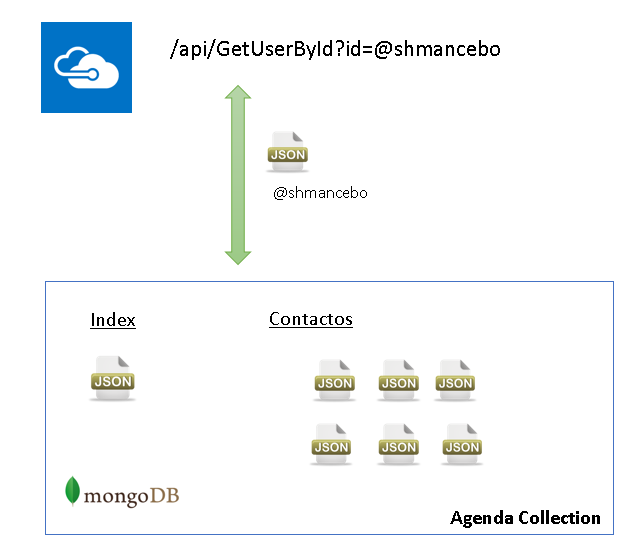 /api/GetUserById?id=@shmancebo
JSON
@shmancebo
Index
Contactos
JSON
JSON
JSON
JSON
JSON
JSON
JSON
mongoDB
Agenda Collection